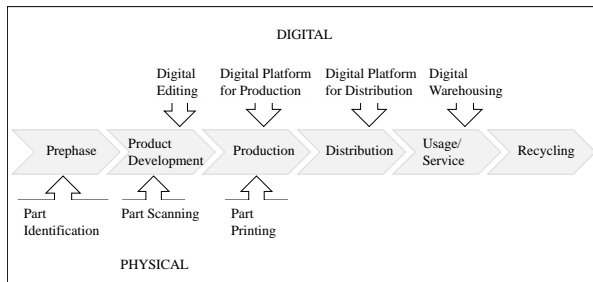 DIGITAL
Digital
Editing
Digital Platform
for Production
Digital Platform
for Distribution
Digital
Warehousing
Prephase
Product
Development
Production
Distribution
Usage/
Service
Recycling
Part
Identification
Part Scanning
Part
Printing
PHYSICAL